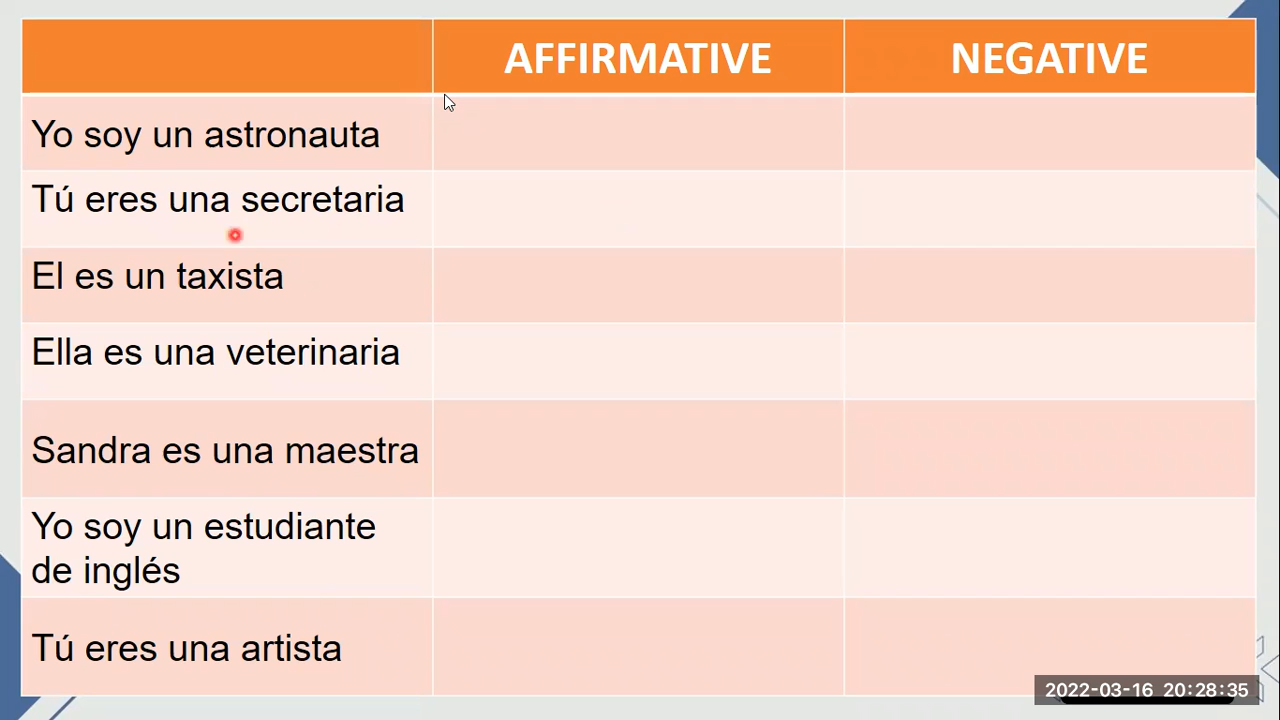 AFFIRMATIVE
NEGATIVE
Yo soy un astronauta
Tú eres una secretaria
El es un taxista
Ella es una veterinaria
Sandra es una maestra
Yo soy un estudiante
de inglés
Tú eres una artista
2022-03-16 20:28:35